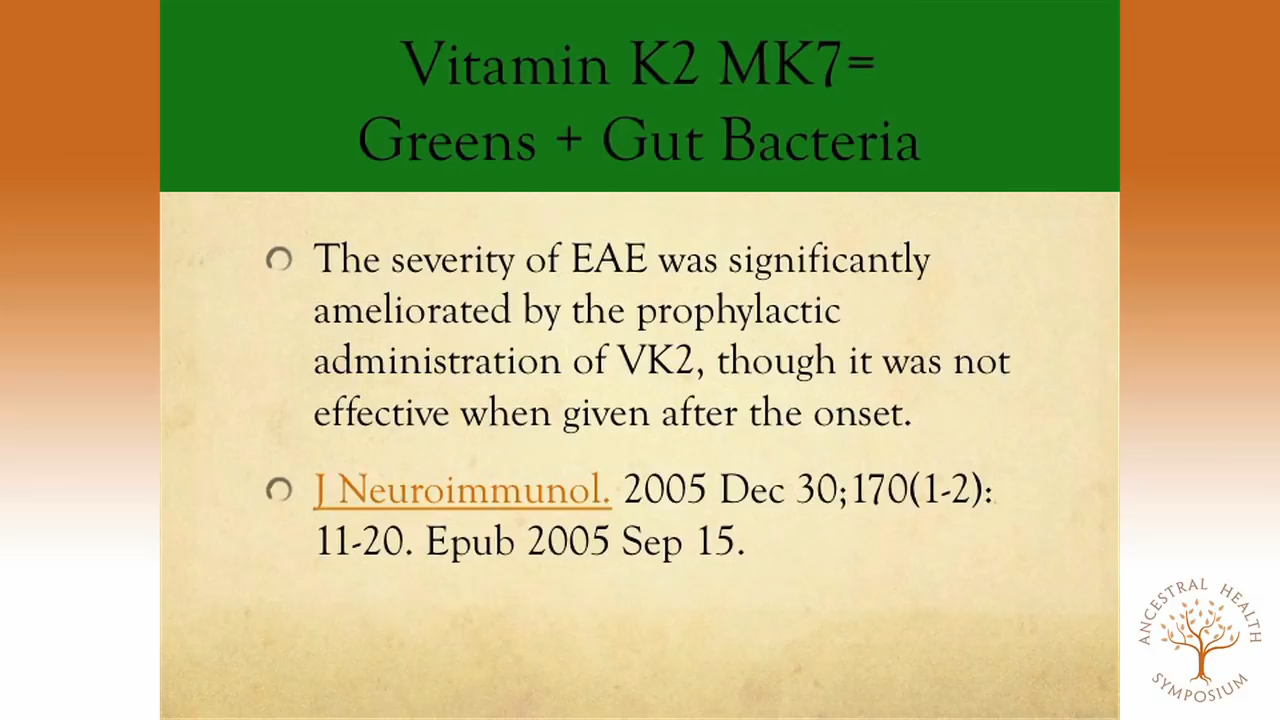 Vitamin K2 MK7=
Greens + Gut Bacteria
The severity of EAE was significantly
ameliorated by the prophylactic
administration of VK2, though it was not
effective when given after the onset.
J Neuroimmunol. 2005 Dec 30;170(1-2):
11-20. Epub 2005 Sep 15.
ANCESTRAL HEALTH
SYMPOSIUM